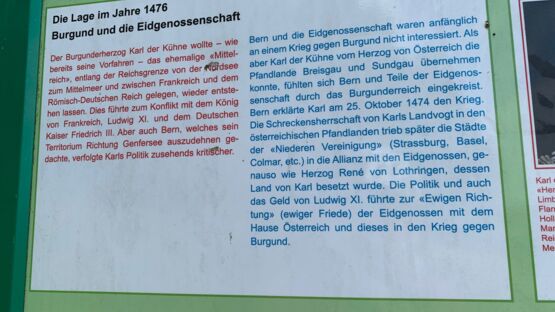 Die Lage im Jahre 1476
Burgund und die Eidgenossenschaft
Der Burgunderherzog Karl der Kühne wollte – wie
bereits seine Vorfahren – das ehemalige «Mittel-
reich», entlang der Reichsgrenze von der Nordsee
zum Mittelmeer und zwischen Frankreich und dem
Römisch-Deutschen Reich gelegen, wieder entste-
hen lassen. Dies führte zum Konflikt mit dem König
von Frankreich, Ludwig XI. und dem Deutschen
Kaiser Friedrich III. Aber auch Bern, welches sein
Territorium Richtung Genfersee auszudehnen ge-
dachte, verfolgte Karls Politik zusehends kritischer.
Bern und die Eidgenossenschaft waren anfänglich
an einem Krieg gegen Burgund nicht interessiert. Als
aber Karl der Kühne vom Herzog von Österreich die
Pfandlande Breisgau und Sundgau übernehmen
konnte, fühlten sich Bern und Teile der Eidgenos-
senschaft durch das Burgunderreich eingekreist.
Bern erklärte Karl am 25. Oktober 1474 den Krieg.
Die Schreckensherrschaft von Karls Landvogt in den
österreichischen Pfandlanden trieb später die Städte
der «Niederen Vereinigung» (Strassburg, Basel,
Colmar, etc.) in die Allianz mit den Eidgenossen, ge-
nauso wie Herzog René von Lothringen, dessen
Land von Karl besetzt wurde. Die Politik und auch
das Geld von Ludwig XI. führte zur «Ewigen Rich-
tung» (ewiger Friede) der Eidgenossen mit dem
Hause Österreich und dieses in den Krieg gegen
Burgund.
Karl
«Her
Limb
Flan
Holl
Mar
Rei
Me